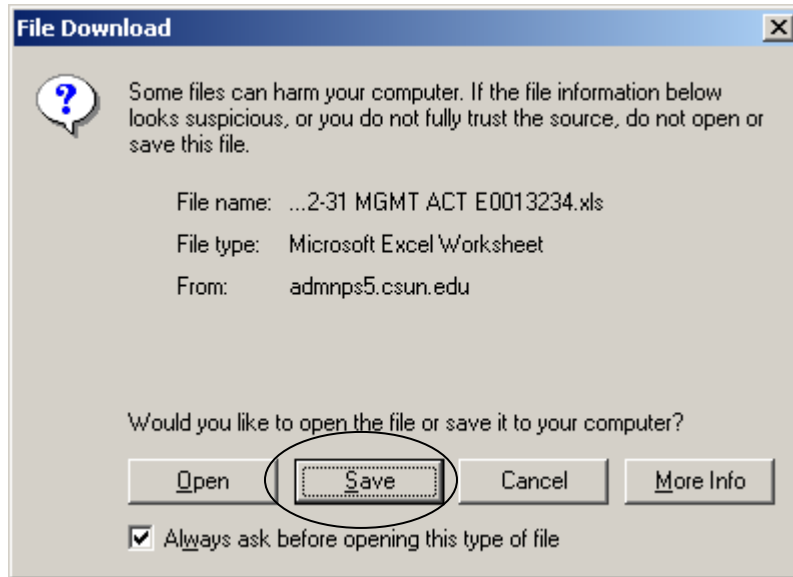 File Download
Some files can harm your computer. If the file information below
looks suspicious, or you do not fully trust the source, do not open or
save this file.
File name: ...2-31 MGMT ACT E0013234.xls
File type: Microsoft Excel Worksheet
From: admnps5.csun.edu
Would you like to open the file or save it to your computer?
Open Save Cancel More Info
Always ask before opening this type of file